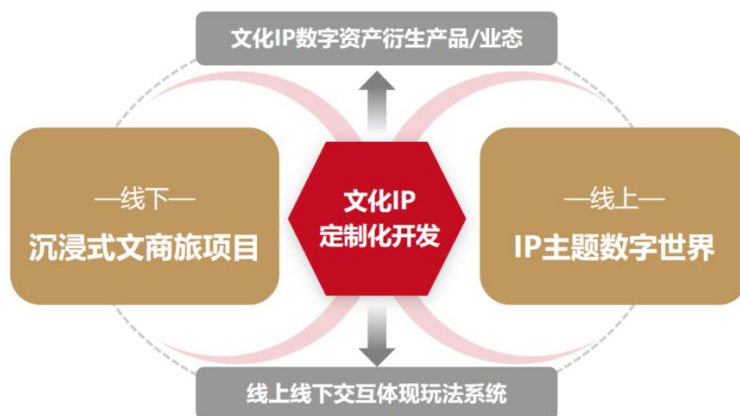 文化IP数字资产衍生产品/业态
—线下—
沉浸式文商旅项目
文化IP
定制化开发
—线上—
IP主题数字世界
线上线下交互体现玩法系统